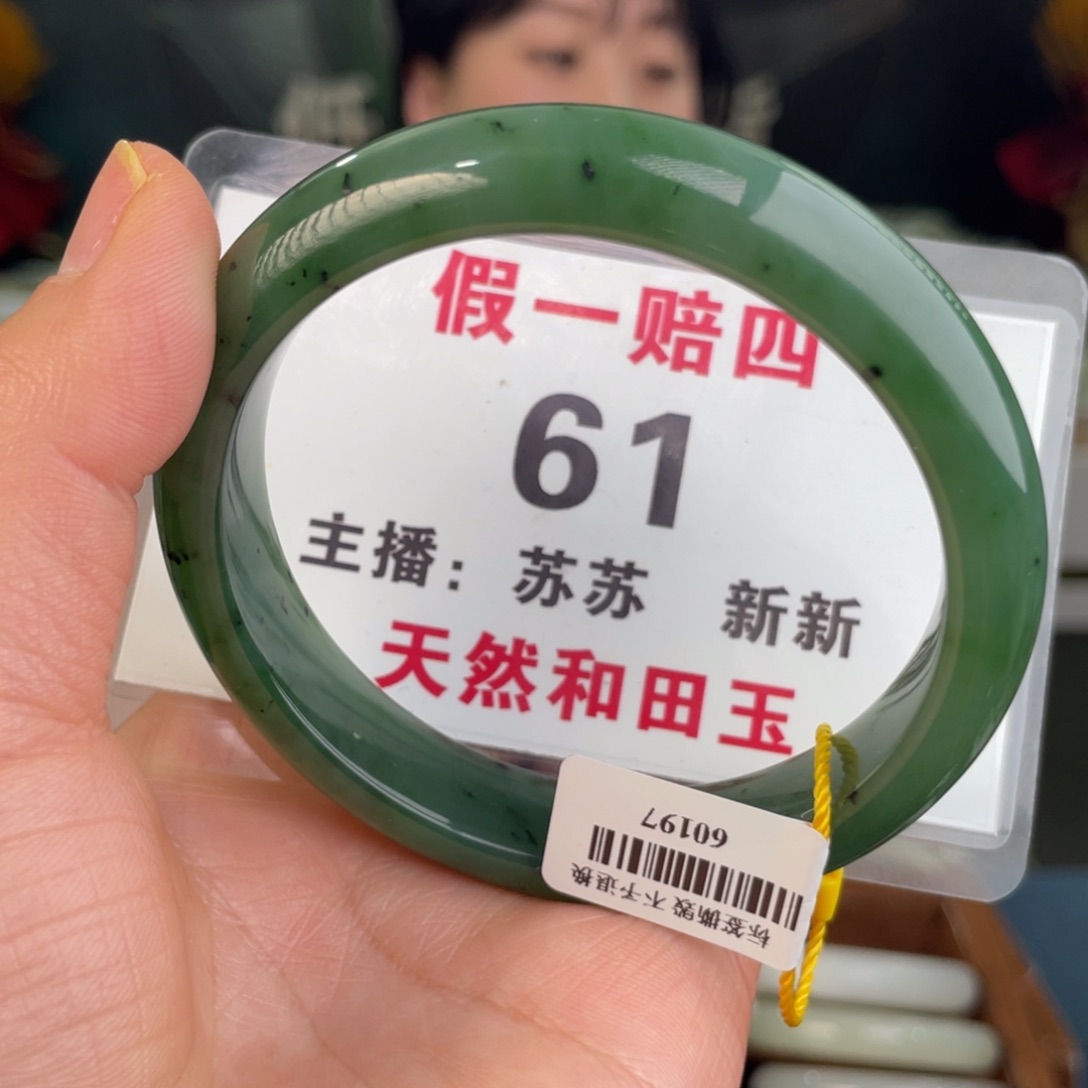 低
假一赔四
61
主播: 苏苏 新新
天然和田玉
60197
标签撕毁 不予退换